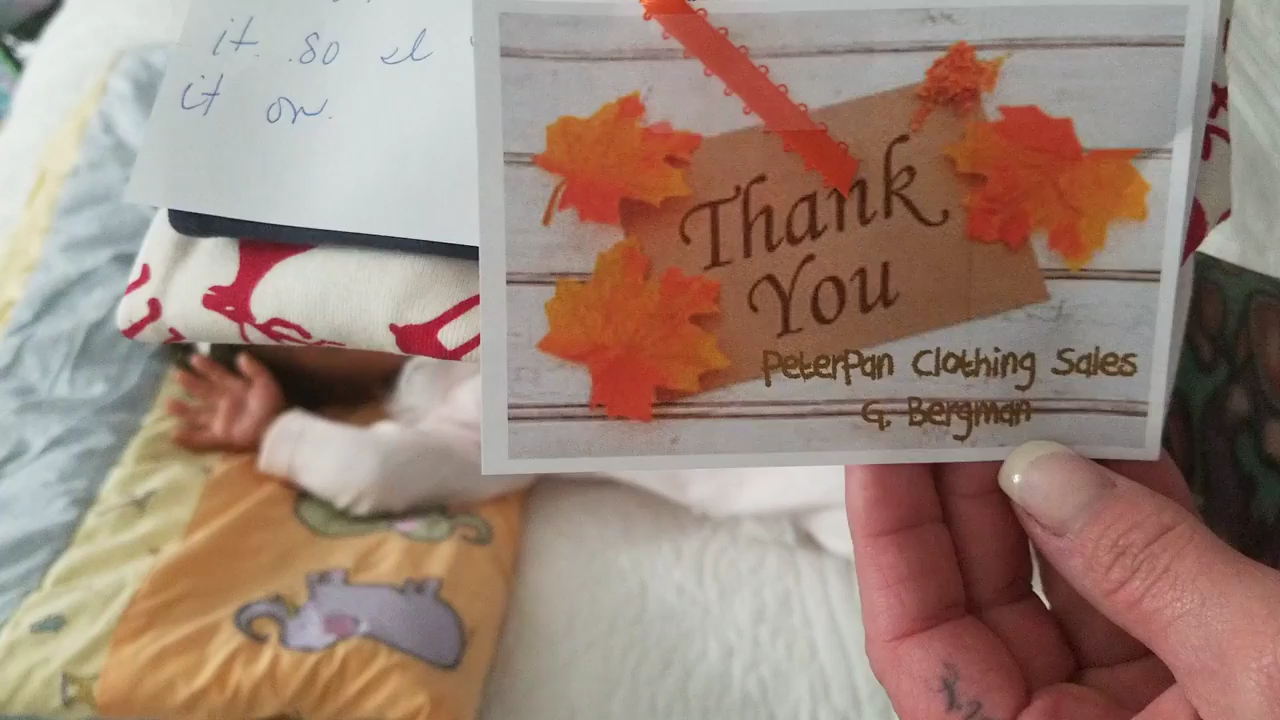 it. so I
it on.
Thank
You
PeterPan Clothing Sales
G. Bergman